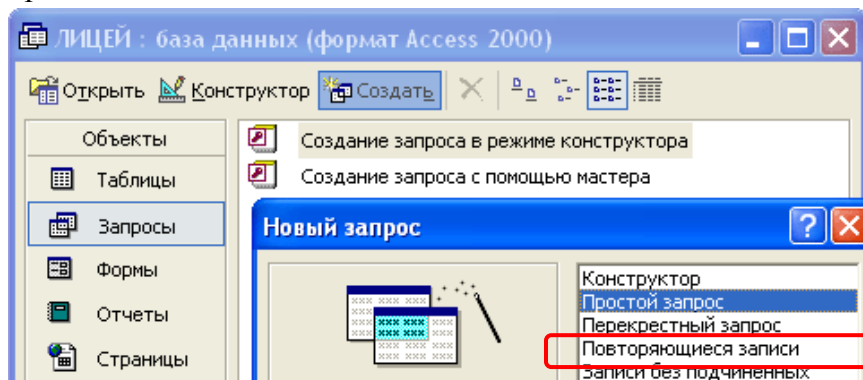 ЛИЦЕЙ : база данных (формат Access 2000)
Открыть Конструктор Создать
Объекты
Создание запроса в режиме конструктора
Таблицы
Создание запроса с помощью мастера
Запросы
Новый запрос
Формы
Конструктор
Простой запрос
Отчеты
Перекрестный запрос
Повторяющиеся записи
Страницы
Записи без подчиненных